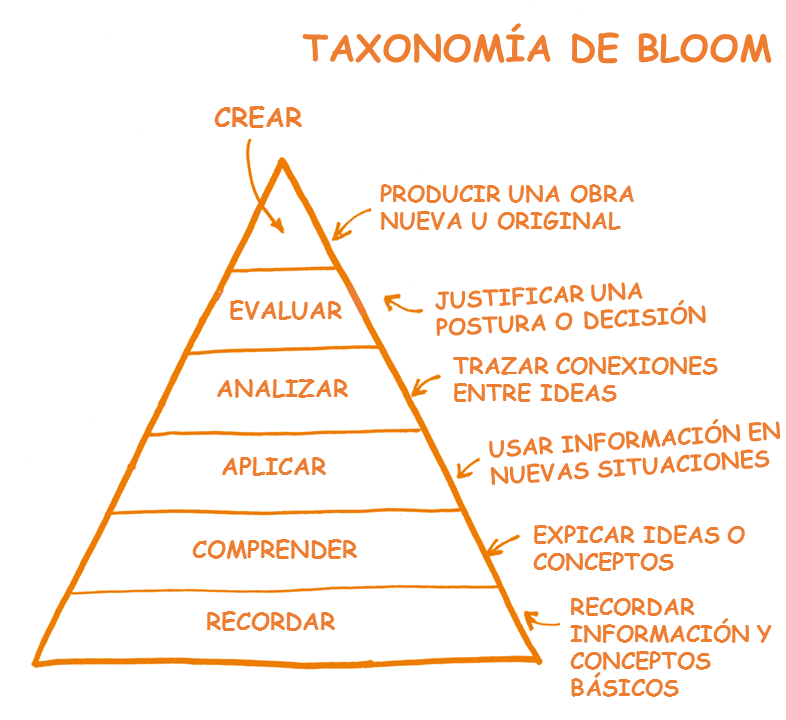 TAXONOMÍA DE BLOOM
CREAR
PRODUCIR UNA OBRA
NUEVA U ORIGINAL
EVALUAR
JUSTIFICAR UNA
POSTURA O DECISIÓN
ANALIZAR
TRAZAR CONEXIONES
ENTRE IDEAS
APLICAR
USAR INFORMACIÓN EN
NUEVAS SITUACIONES
COMPRENDER
EXPICAR IDEAS O
CONCEPTOS
RECORDAR
RECORDAR
INFORMACIÓN Y
CONCEPTOS
BÁSICOS